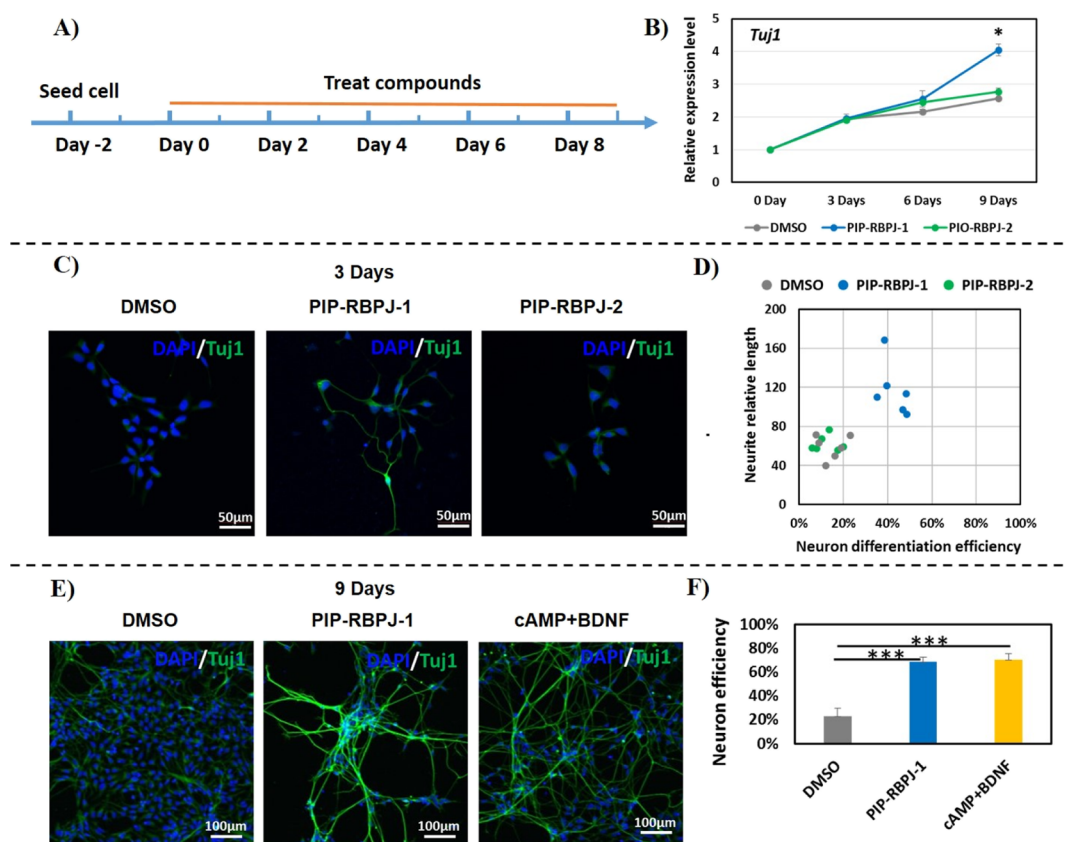 A)
Seed cell
Treat compounds
Day -2
Day 0
Day 2
Day 4
Day 6
Day 8
B)
Tuj1
*
Relative expression level
5
4
3
2
1
0
0 Day
3 Days
6 Days
9 Days
DMSO
PIP-RBPJ-1
PIO-RBPJ-2
C)
3 Days
DMSO
PIP-RBPJ-1
PIP-RBPJ-2
DAPI/Tuj1
DAPI/Tuj1
DAPI/Tuj1
50μm
50μm
50μm
D)
DMSO
PIP-RBPJ-1
PIP-RBPJ-2
Neurite relative length
200
160
120
80
40
0
0%
20%
40%
60%
80%
100%
Neuron differentiation efficiency
E)
9 Days
DMSO
PIP-RBPJ-1
cAMP+BDNF
DAPI/Tuj1
DAPI/Tuj1
DAPI/Tuj1
100μm
100μm
100μm
F)
Neuron efficiency
100%
80%
60%
40%
20%
0%
***
***
DMSO
PIP-RBPJ-1
cAMP+BDNF